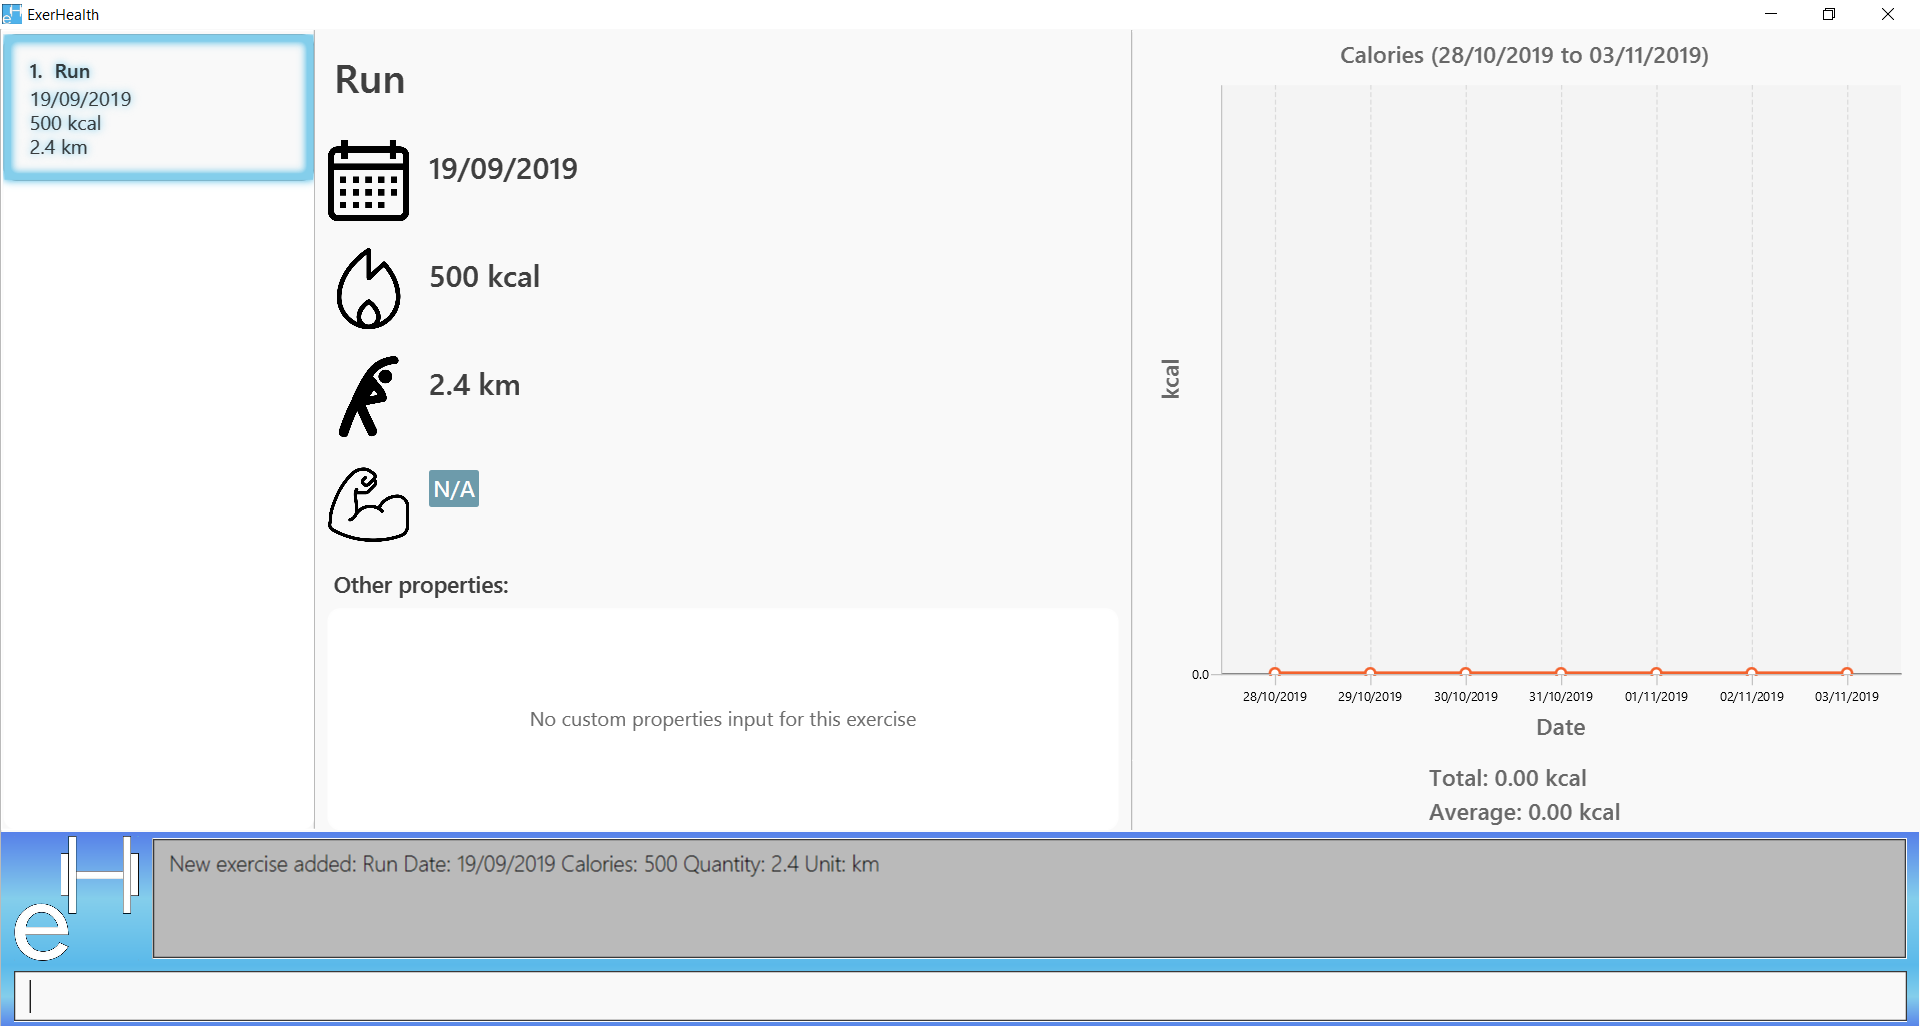 ExerHealth
1. Run
19/09/2019
500 kcal
2.4 km
Run
19/09/2019
500 kcal
2.4 km
N/A
Other properties:
No custom properties input for this exercise
Calories (28/10/2019 to 03/11/2019)
kcal
0.0
28/10/2019 29/10/2019 30/10/2019 31/10/2019 01/11/2019 02/11/2019 03/11/2019
Date
Total: 0.00 kcal
Average: 0.00 kcal
eH
New exercise added: Run Date: 19/09/2019 Calories: 500 Quantity: 2.4 Unit: km